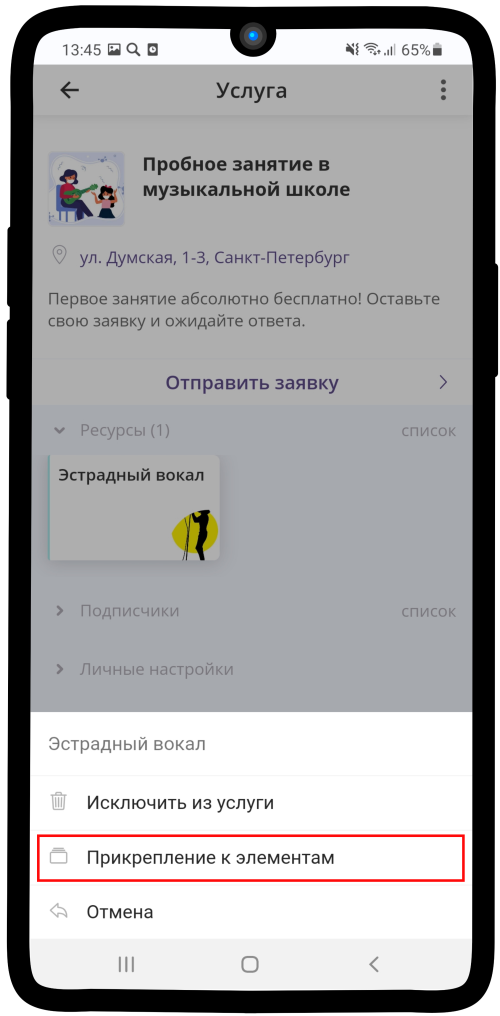 13:45
65%
Услуга
Пробное занятие в
музыкальной школе
ул. Думская, 1-3, Санкт-Петербург
Первое занятие абсолютно бесплатно! Оставьте
свою заявку и ожидайте ответа.
Отправить заявку
Ресурсы (1) список
Эстрадный вокал
Подписчики список
Личные настройки
Эстрадный вокал
Исключить из услуги
Прикрепление к элементам
Отмена